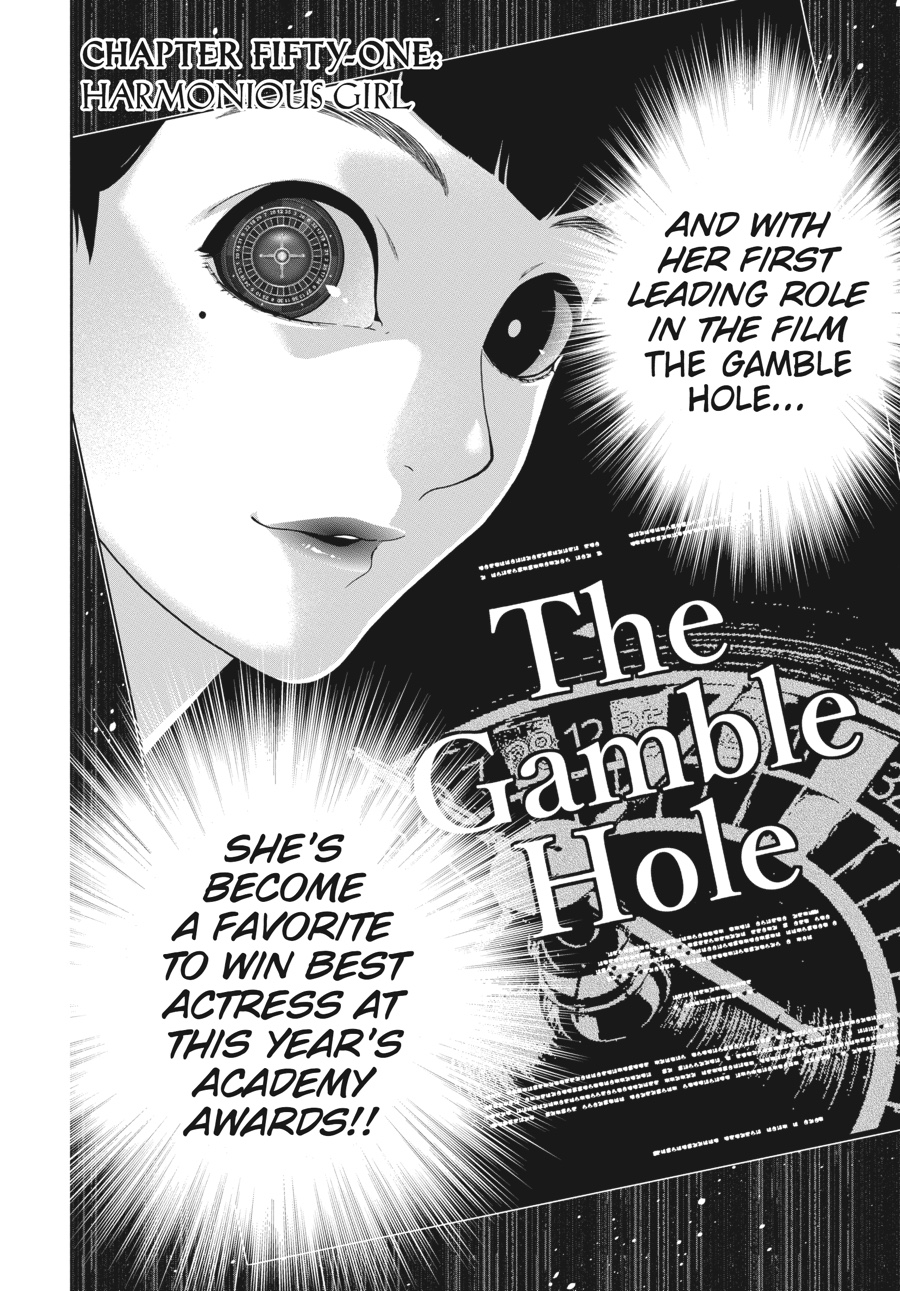 CHAPTER FIFTY-ONE:
HARMONIOUS GIRL
AND WITH
HER FIRST
LEADING ROLE
IN THE FILM
THE GAMBLE
HOLE...
The
Gamble
Hole
SHE'S
BECOME
A FAVORITE
TO WIN BEST
ACTRESS AT
THIS YEAR'S
ACADEMY
AWARDS!!